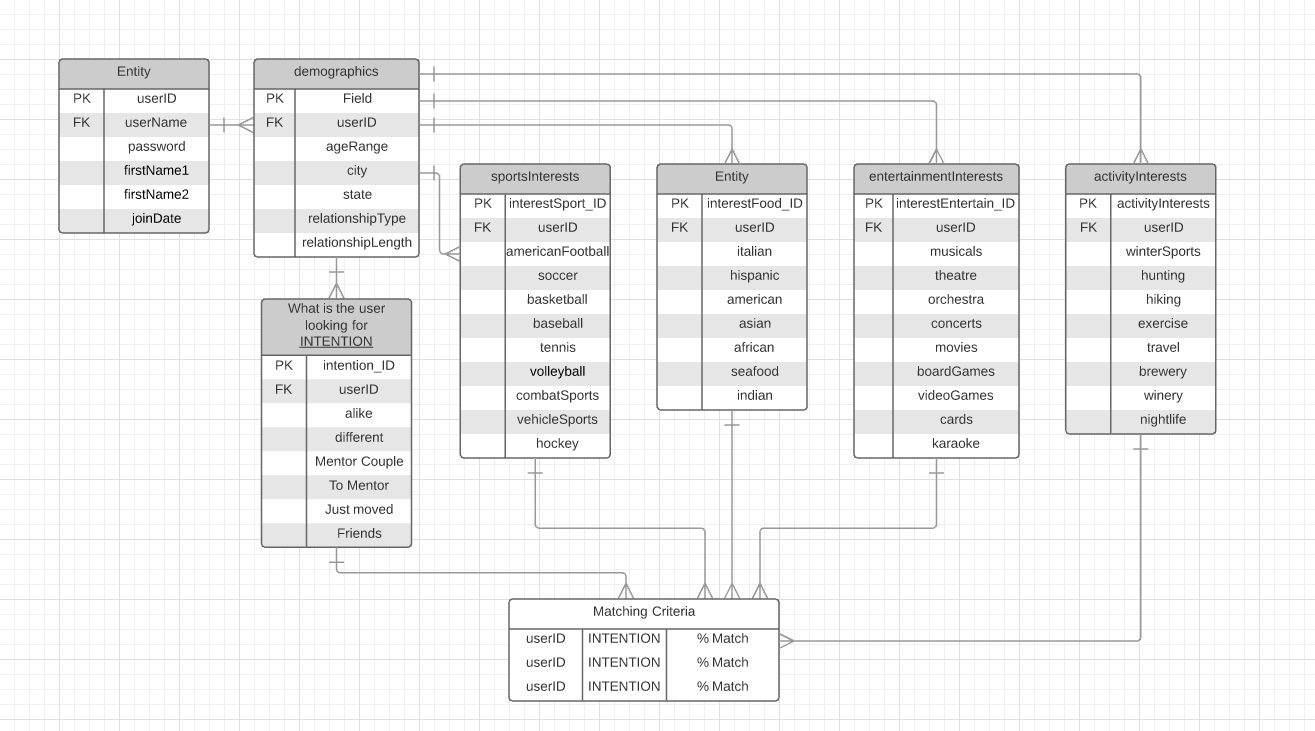 Entity
PK userID
FK userName
password
firstName1
firstName2
joinDate
demographics
PK Field
FK userID
ageRange
city
state
relationshipType
relationshipLength
What is the user
looking for
INTENTION
PK intention_ID
FK userID
alike
different
Mentor Couple
To Mentor
Just moved
Friends
sportsInterests
PK interestSport_ID
FK userID
americanFootball
soccer
basketball
baseball
tennis
volleyball
combatSports
vehicleSports
hockey
Entity
PK interestFood_ID
FK userID
italian
hispanic
american
asian
african
seafood
indian
entertainmentInterests
PK interestEntertain_ID
FK userID
musicals
theatre
orchestra
concerts
movies
boardGames
videoGames
cards
karaoke
activityInterests
PK activityInterests
FK userID
winterSports
hunting
hiking
exercise
travel
brewery
winery
nightlife
Matching Criteria
userID INTENTION % Match
userID INTENTION % Match
userID INTENTION % Match